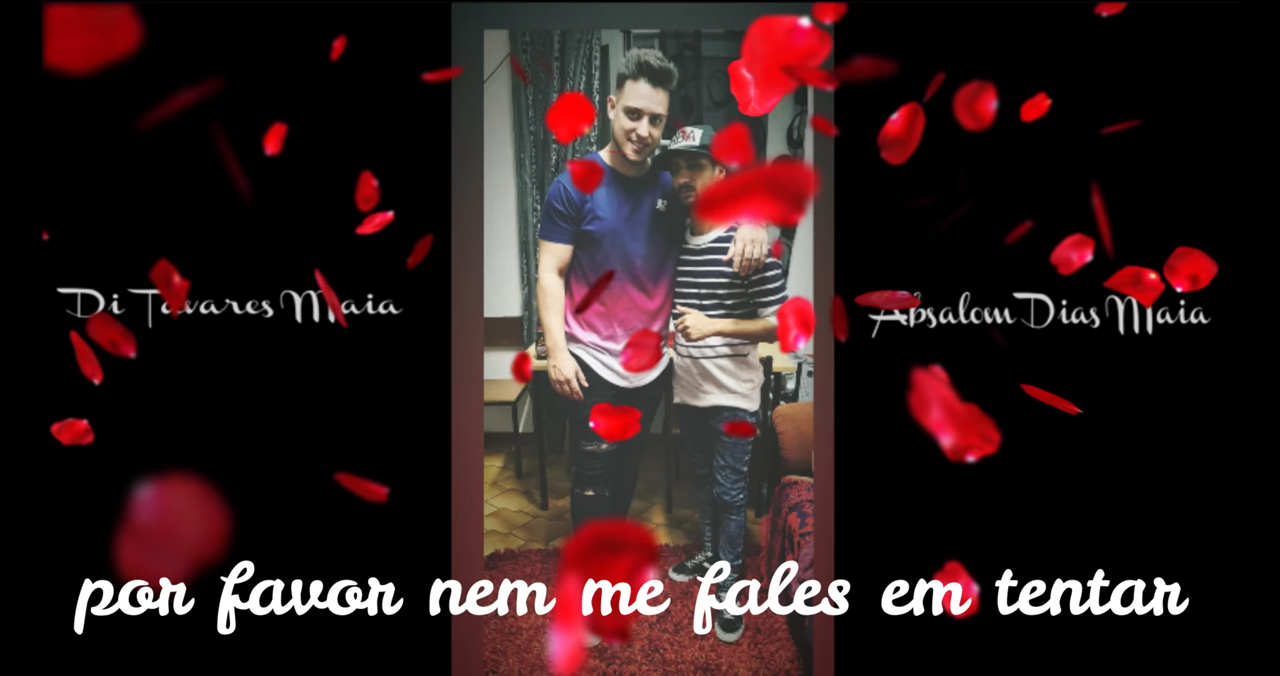 Di Tavares Maia
Absalom Dias Maia
por favor nem me fales em tentar